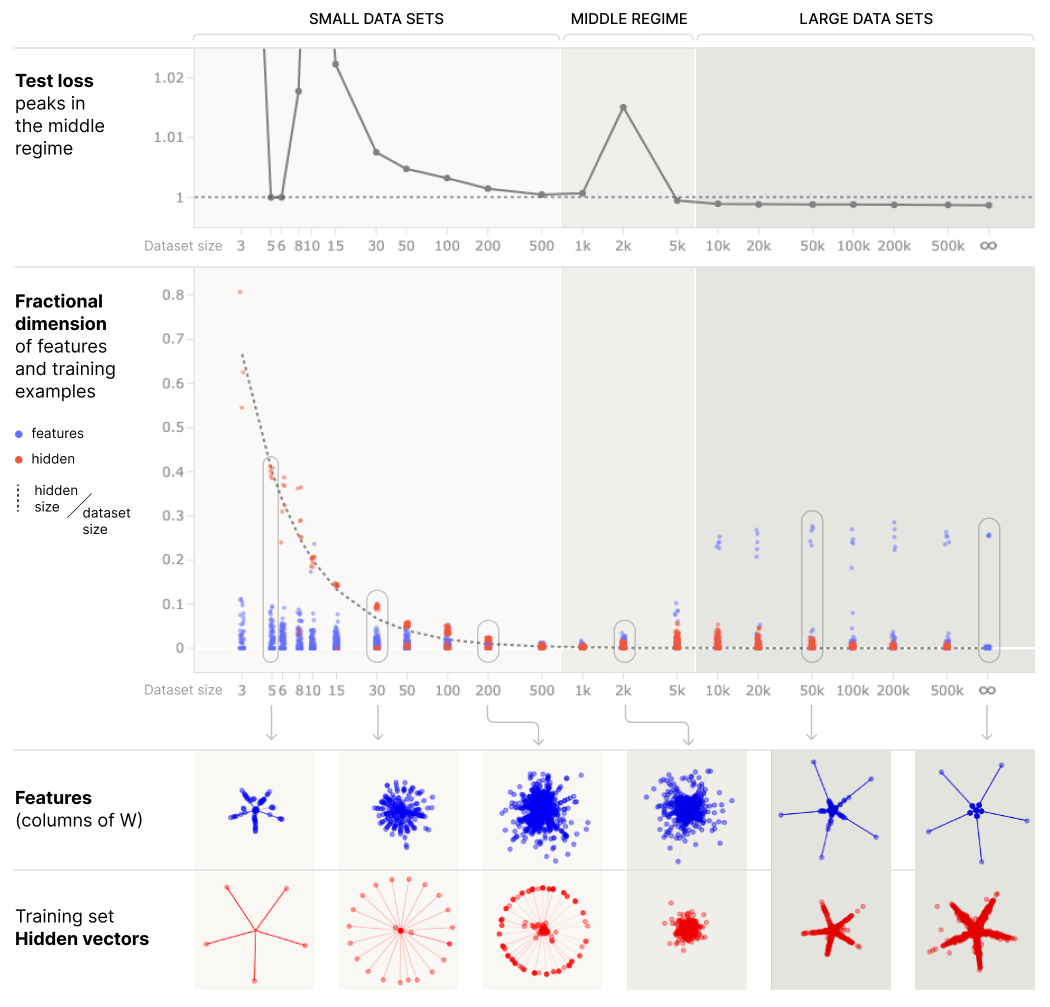 SMALL DATA SETS
MIDDLE REGIME
LARGE DATA SETS
Test loss
peaks in
the middle
regime
1.02
1.01
1
Dataset size 3 5 6 8 10 15 30 50 100 200 500 1k 2k 5k 10k 20k 50k 100k 200k 500k ∞
Fractional
dimension
of features
and training
examples
features
hidden
hidden
size
dataset
size
0.8
0.7
0.6
0.5
0.4
0.3
0.2
0.1
0
Dataset size 3 5 6 8 10 15 30 50 100 200 500 1k 2k 5k 10k 20k 50k 100k 200k 500k ∞
Features
(columns of W)
Training set
Hidden vectors